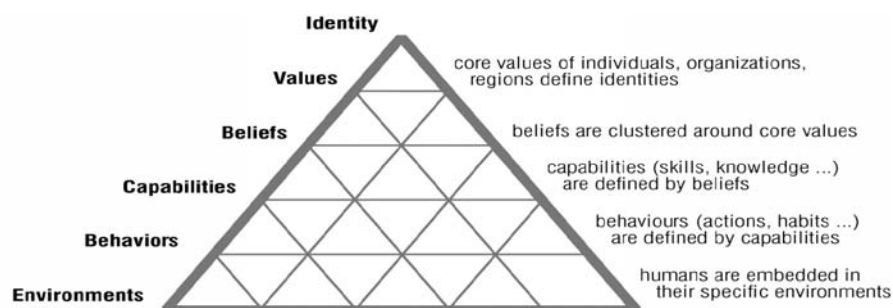 Identity
Values
core values of individuals, organizations,
regions define identities
Beliefs
beliefs are clustered around core values
Capabilities
capabilities (skills, knowledge ...)
are defined by beliefs
Behaviors
behaviours (actions, habits ...)
are defined by capabilities
Environments
humans are embedded in
their specific environments